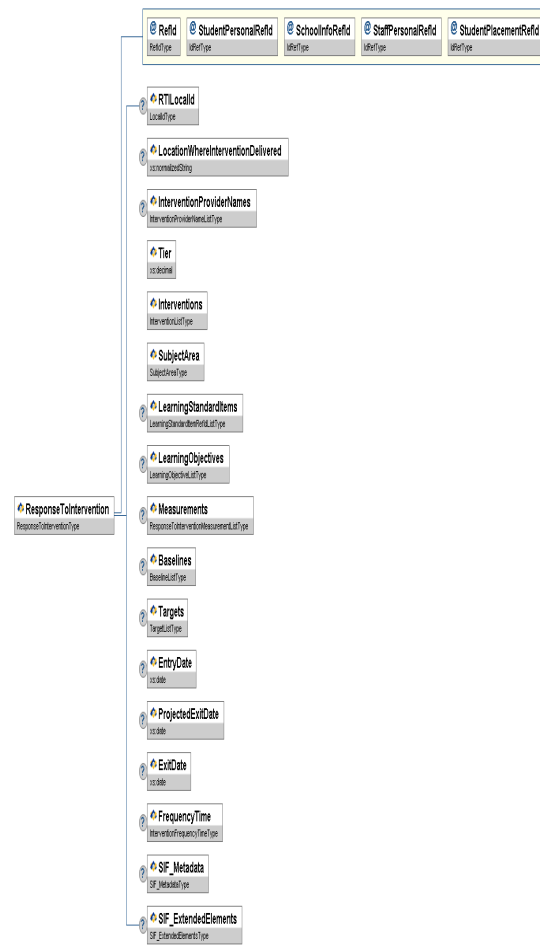 @ RefId
RefIdType
@ StudentPersonalRefId
IdRefType
@ SchoolInfoRefId
IdRefType
@ StaffPersonalRefId
IdRefType
@ StudentPlacementRefId
IdRefType
? RTILocalId
LocalIdType
? LocationWhereInterventionDelivered
xs:normalizedString
? InterventionProviderNames
InterventionProviderNameListType
Tier
xs:decimal
Interventions
InterventionListType
SubjectArea
SubjectAreaType
? LearningStandardItems
LearningStandardItemRefIdListType
? LearningObjectives
LearningObjectiveListType
ResponseToIntervention
ResponseToInterventionType
? Measurements
ResponseToInterventionMeasurementListType
? Baselines
BaselineListType
? Targets
TargetListType
? EntryDate
xs:date
? ProjectedExitDate
xs:date
? ExitDate
xs:date
? FrequencyTime
InterventionFrequencyTimeType
? SIF_Metadata
SIF_MetadataType
? SIF_ExtendedElements
SIF_ExtendedElementsType